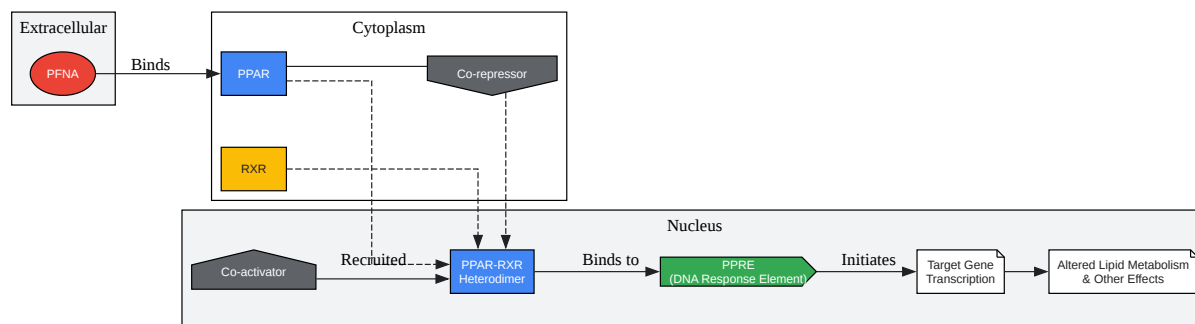 Extracellular
Cytoplasm
PFNA
Binds
PPAR
Co-repressor
RXR
Nucleus
Co-activator
Recruited
PPAR-RXR
Heterodimer
Binds to
PPRE
(DNA Response Element)
Initiates
Target Gene
Transcription
Altered Lipid Metabolism
& Other Effects